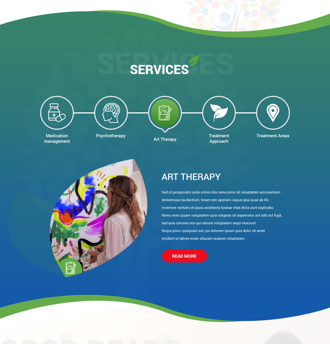 SERVICES
SERVICES
Medication
management
Psychotherapy
Art Therapy
Treatment
Approach
Treatment Areas
ART THERAPY
Sed ut perspiciatis unde omnis iste natus error sit voluptatem accusantium
doloremque laudantium, totam rem aperiam, eaque ipsa quae ab illo
inventore veritatis et quasi architecto beatae vitae dicta sunt explicabo.
Nemo enim ipsam voluptatem quia voluptas sit aspernatur aut odit aut fugit,
sed quia consequuntur magni dolores eos qui ratione voluptatem sequi nesciunt.
Neque porro quisquam est, qui dolorem ipsum quia dolor sit amet,
incididunt ut labore et dolore magnam aliquam quaerat voluptatem.
READ MORE